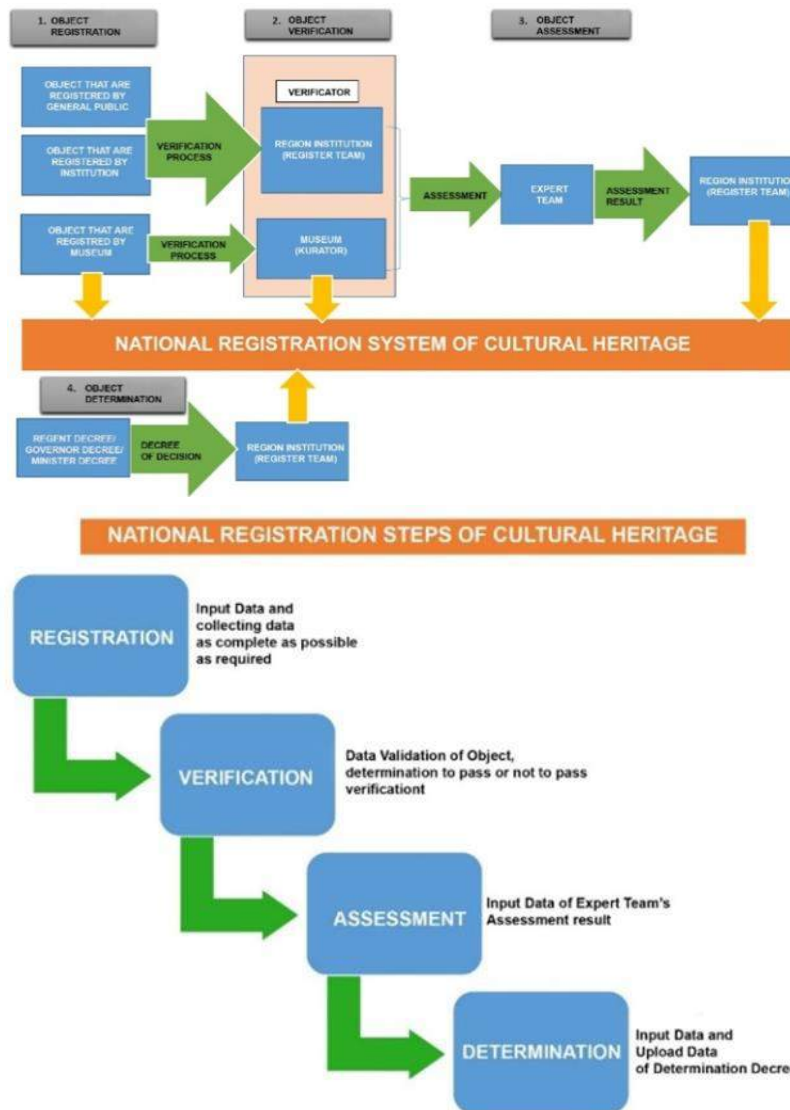 1. OBJECT
REGISTRATION
2. OBJECT
VERIFICATION
3. OBJECT
ASSESSMENT
OBJECT THAT ARE
REGISTERED BY
GENERAL PUBLIC
OBJECT THAT ARE
REGISTERED BY
INSTITUTION
OBJECT THAT ARE
REGISTRED BY
MUSEUM
VERIFICATION
PROCESS
VERIFICATION
PROCESS
VERIFICATOR
REGION INSTITUTION
(REGISTER TEAM)
MUSEUM
(KURATOR)
ASSESSMENT
EXPERT
TEAM
ASSESSMENT
RESULT
REGION INSTITUTION
(REGISTER TEAM)
NATIONAL REGISTRATION SYSTEM OF CULTURAL HERITAGE
4. OBJECT
DETERMINATION
REGENT DECREE/
GOVERNOR DECREE/
MINISTER DECREE
DECREE
OF DECISION
REGION INSTITUTION
(REGISTER TEAM)
NATIONAL REGISTRATION STEPS OF CULTURAL HERITAGE
REGISTRATION
Input Data and
collecting data
as complete as possible
as required
VERIFICATION
Data Validation of Object,
determination to pass or not to pass
verificationt
ASSESSMENT
Input Data of Expert Team's
Assessment result
DETERMINATION
Input Data and
Upload Data
of Determination Decre